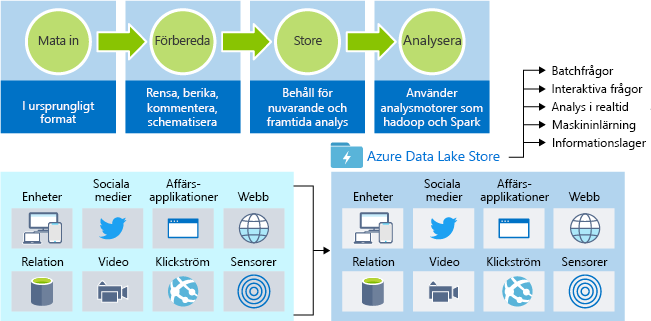 Mata in
Förbereda
Store
Analysera
I ursprungligt
format
Rensa, berika,
kommentera,
schematisera
Behåll för
nuvarande och
framtida analys
Använder
analysmotorer som
hadoop och Spark
Batchfrågor
Interaktiva frågor
Analys i realtid
Maskininlärning
Informationslager
Azure Data Lake Store
Enheter
Sociala
medier
Affärs-
applikationer
Webb
Relation
Video
Klickström
Sensorer
Enheter
Sociala
medier
Affärs-
applikationer
Webb
Relation
Video
Klickström
Sensorer